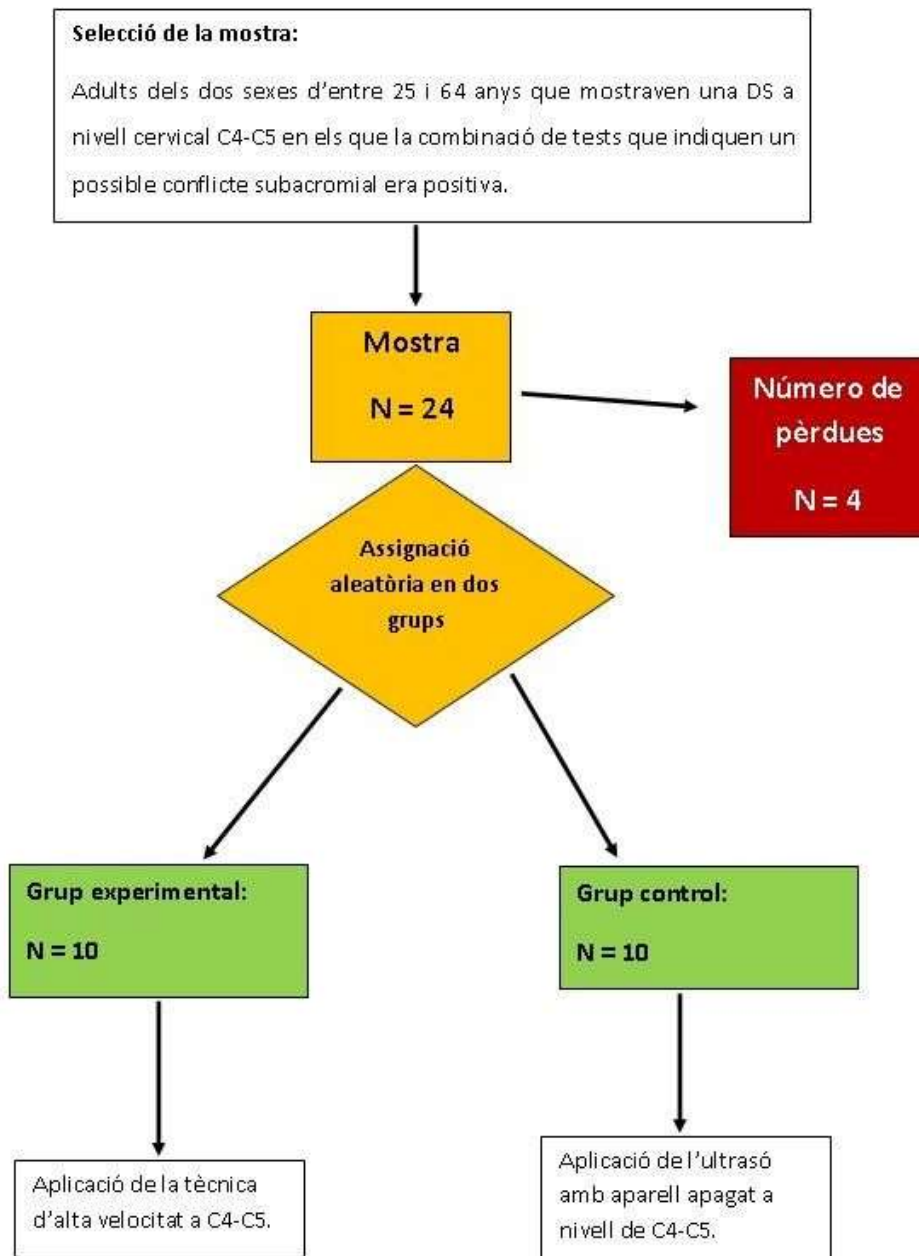 Selecció de la mostra:
Adults dels dos sexes d'entre 25 i 64 anys que mostraven una DS a
nivell cervical C4-C5 en els que la combinació de tests que indiquen un
possible conflicte subacromial era positiva.
Mostra
N = 24
Número de
pèrdues
N = 4
Assignació
aleatòria en dos
grups
Grup experimental:
N = 10
Grup control:
N = 10
Aplicació de la tècnica
d'alta velocitat a C4-C5.
Aplicació de l'ultrasó
amb aparell apagat a
nivell de C4-C5.